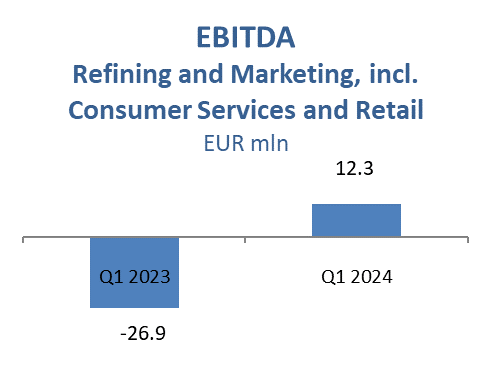 EBITDA
Refining and Marketing, incl.
Consumer Services and Retail
EUR mln
12.3
Q1 2023
Q1 2024
-26.9